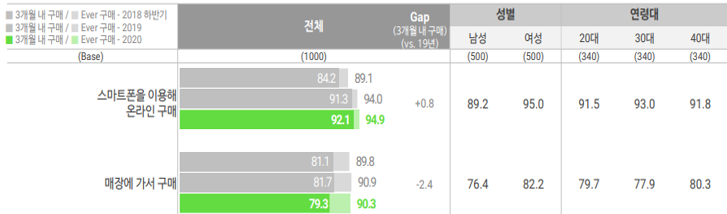 3개월 내 구매 / Ever 구매 - 2018 하반기
3개월 내 구매 / Ever 구매 - 2019
3개월 내 구매 / Ever 구매 - 2020
전체
Gap
(3개월 내 구매)
(vs. 19년)
성별
연령대
남성
여성
20대
30대
40대
(Base)
(1000)
(500)
(500)
(340)
(340)
(340)
스마트폰을 이용해
온라인 구매
84.2 89.1
91.3 94.0
92.1 94.9
+0.8
89.2
95.0
91.5
93.0
91.8
매장에 가서 구매
81.1 89.8
81.7 90.9
79.3 90.3
-2.4
76.4
82.2
79.7
77.9
80.3